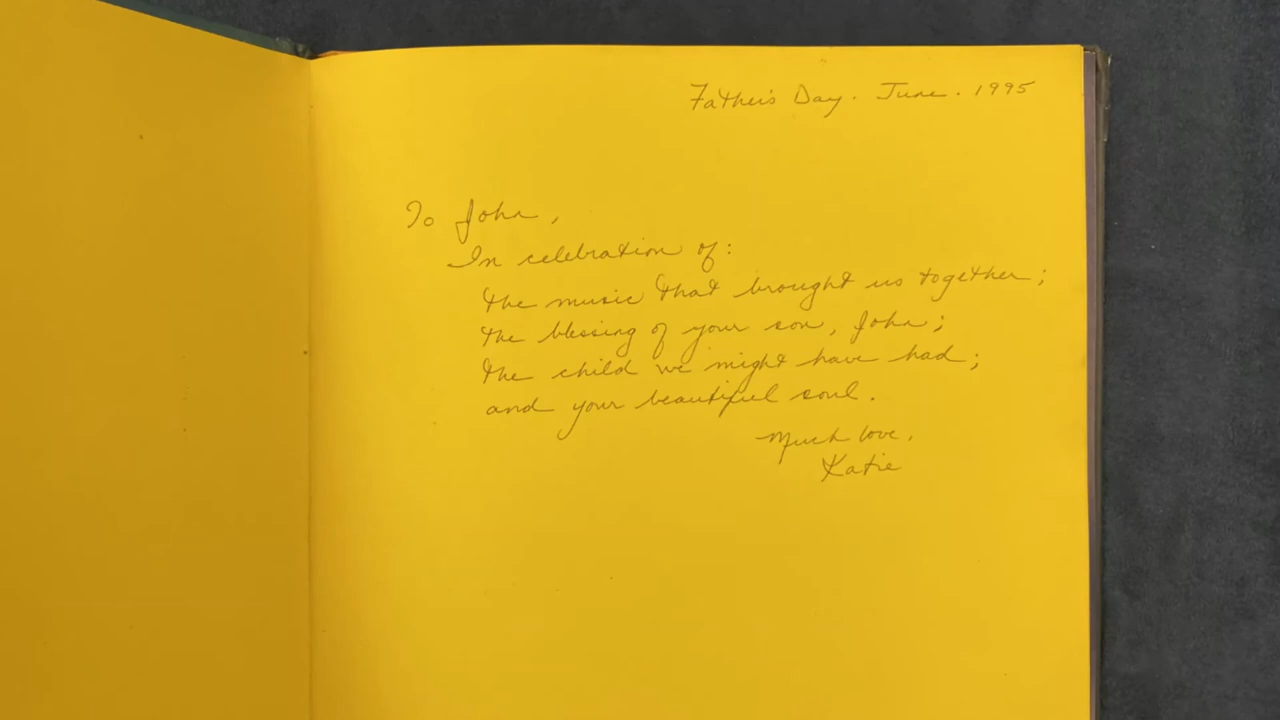 Father's Day. June. 1995
To John,
In celebration of:
the music that brought us together;
the blessing of your son, John;
the child we might have had;
and your beautiful soul.
Much love,
Katie